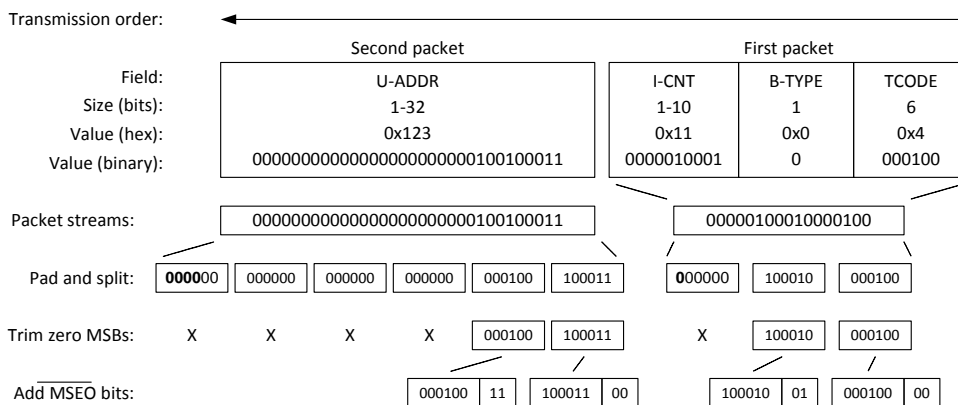 Transmission order:
Second packet First packet
Field: U-ADDR I-CNT B-TYPE TCODE
Size (bits): 1-32 1-10 1 6
Value (hex): 0x123 0x11 0x0 0x4
Value (binary): 00000000000000000000000100100011 0000010001 0 000100
Packet streams: 00000000000000000000000100100011 00000100010000100
Pad and split: 000000 000000 000000 000000 000100 100011 000000 100010 000100
Trim zero MSBs: X X X X 000100 100011 X 100010 000100
Add MSEO bits: 000100 11 100011 00 100010 01 000100 00